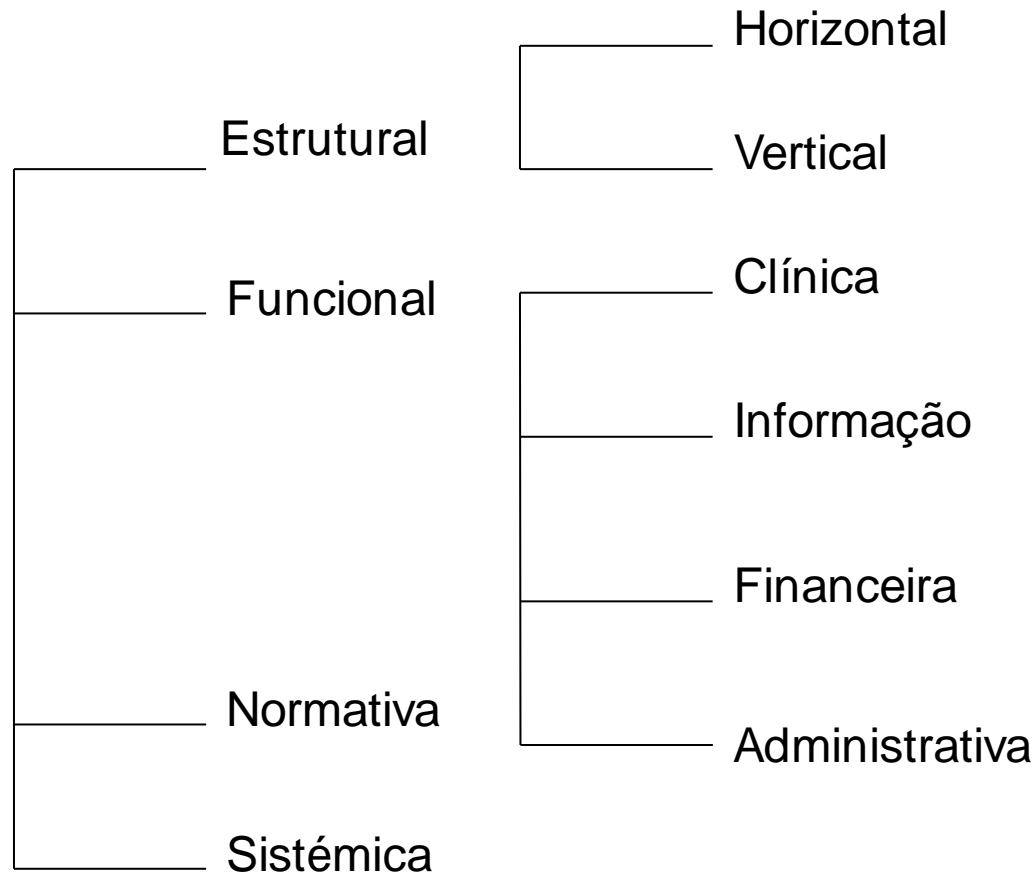 Estrutural
Horizontal
Vertical
Funcional
Clínica
Informação
Financeira
Administrativa
Normativa
Sistémica